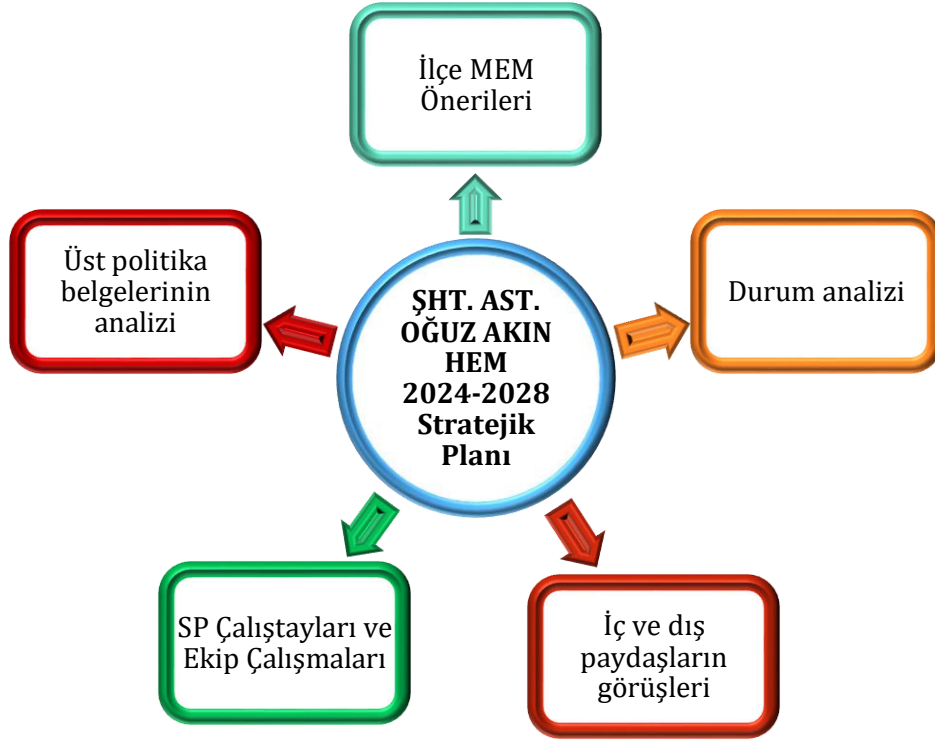 İlçe MEM
Önerileri
Üst politika
belgelerinin
analizi
ŞHT. AST.
OĞUZ AKIN
HEM
2024-2028
Stratejik
Planı
Durum analizi
SP Çalıştayları ve
Ekip Çalışmaları
İç ve dış
paydaşların
görüşleri